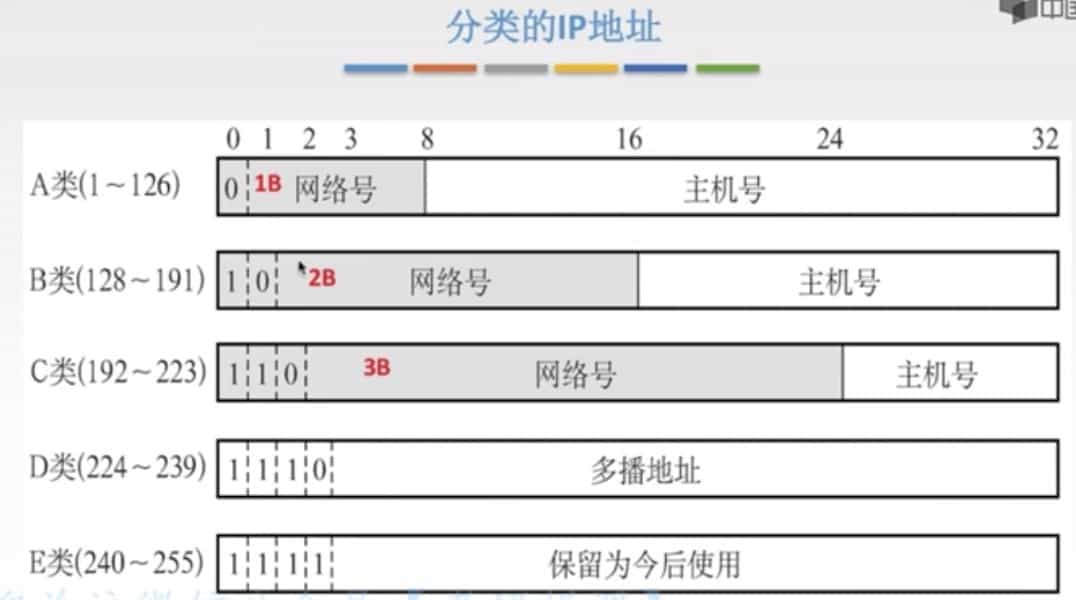 中国
分类的IP地址
0 1 2 3 8 16 24 32
A类(1～126) 0 1B 网络号 主机号
B类(128～191) 1 0 2B 网络号 主机号
C类(192～223) 1 1 0 3B 网络号 主机号
D类(224～239) 1 1 1 0 多播地址
E类(240～255) 1 1 1 1 保留为今后使用